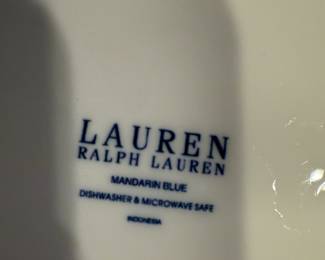 LAUREN
RALPH LAUREN
MANDARIN BLUE
DISHWASHER & MICROWAVE SAFE
INDONESIA